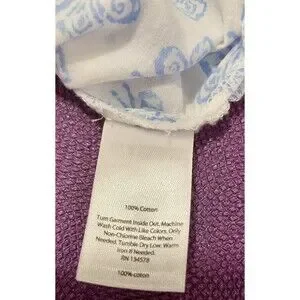 100% Cotton
Turn Garment Inside Out, Machine
Wash Cold With Like Colors, Only
Non-Chlorine Bleach When
Needed, Tumble Dry Low, Warm
Iron If Needed.
RN 134578
100% cotton